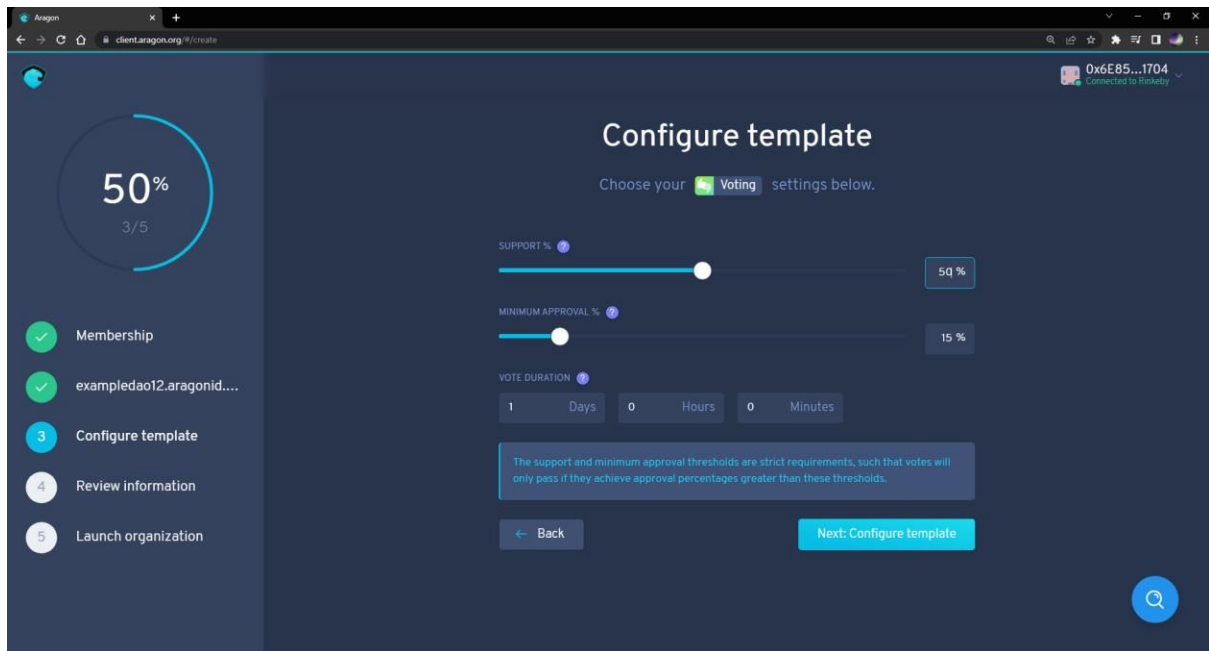 Aragon
client.aragon.org/#/create
0x6E85...1704
Connected to Rinkeby
50%
3/5
Membership
exampledao12.aragonid....
3 Configure template
4 Review information
5 Launch organization
Configure template
Choose your Voting settings below.
SUPPORT % ?
50 %
MINIMUM APPROVAL % ?
15 %
VOTE DURATION ?
1 Days 0 Hours 0 Minutes
The support and minimum approval thresholds are strict requirements, such that votes will
only pass if they achieve approval percentages greater than these thresholds.
← Back Next: Configure template